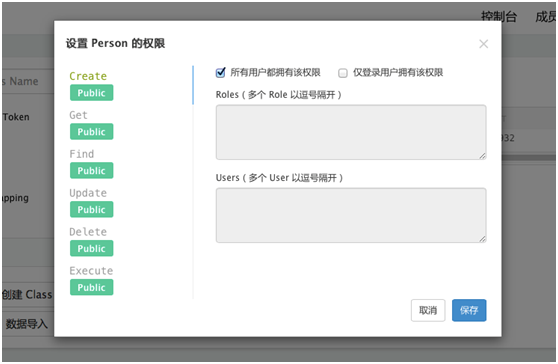 控制台 成员
设置 Person 的权限
×
s Name
Token
apping
创建 Class
数据导入
932
Create
Public
Get
Public
Find
Public
Update
Public
Delete
Public
Execute
Public
所有用户都拥有该权限 仅登录用户拥有该权限
Roles（多个 Role 以逗号隔开）
Users（多个 User 以逗号隔开）
取消 保存